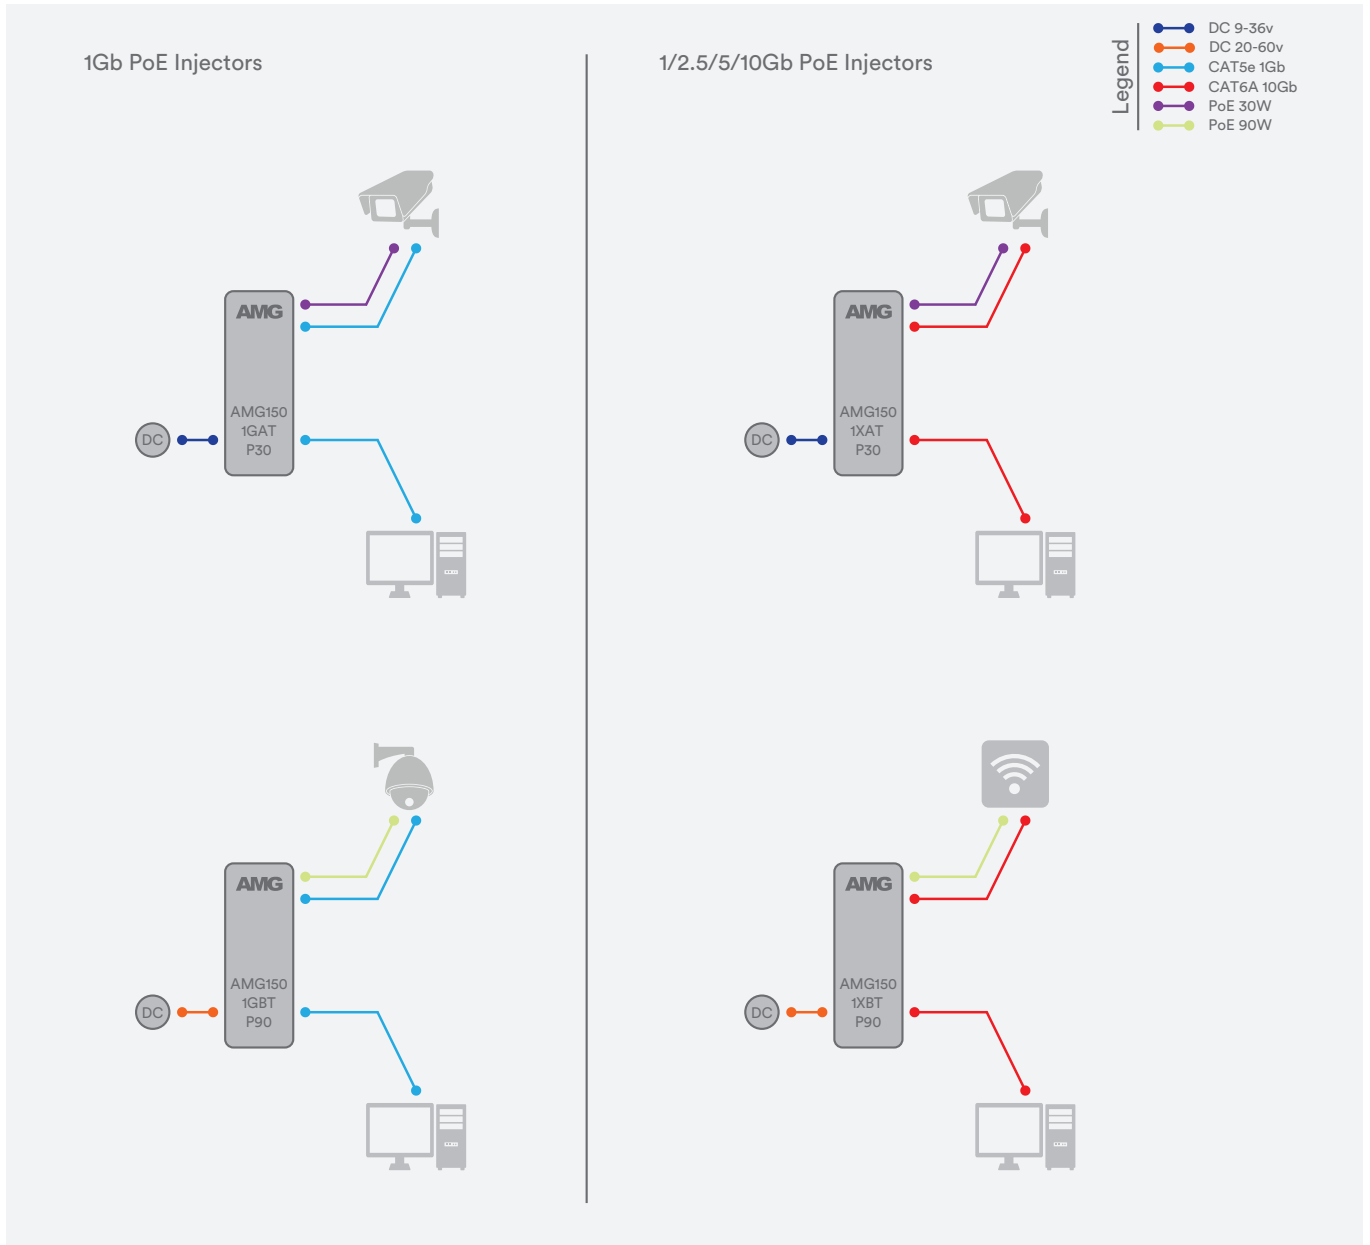 1Gb PoE Injectors
1/2.5/5/10Gb PoE Injectors
Legend
DC 9-36v
DC 20-60v
CAT5e 1Gb
CAT6A 10Gb
PoE 30W
PoE 90W
AMG
AMG150
1GAT
P30
DC
AMG
AMG150
1XAT
P30
DC
AMG
AMG150
1GBT
P90
DC
AMG
AMG150
1XBT
P90
DC